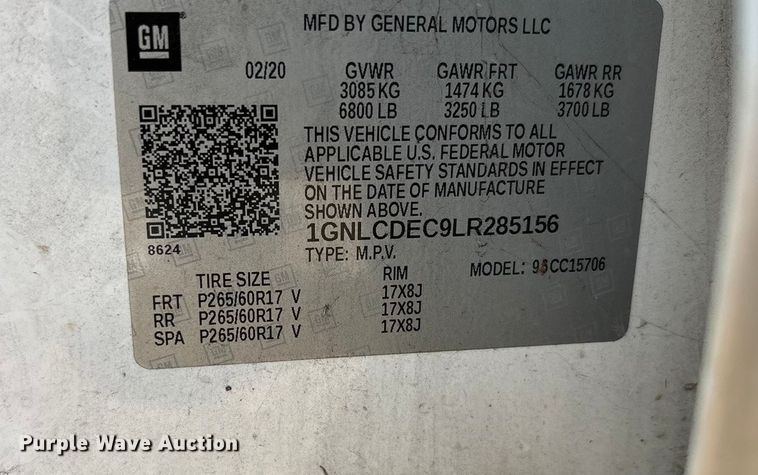 GM
MFD BY GENERAL MOTORS LLC
02/20 GVWR GAWR FRT GAWR RR
3085 KG 1474 KG 1678 KG
6800 LB 3250 LB 3700 LB
THIS VEHICLE CONFORMS TO ALL
APPLICABLE U.S. FEDERAL MOTOR
VEHICLE SAFETY STANDARDS IN EFFECT
ON THE DATE OF MANUFACTURE
SHOWN ABOVE.
1GNLCDEC9LR285156
8624
TYPE: M.P.V. MODEL:
TIRE SIZE RIM
FRT P265/60R17 V 17X8J
RR P265/60R17 V 17X8J
SPA P265/60R17 V 17X8J
Purple Wave Auction